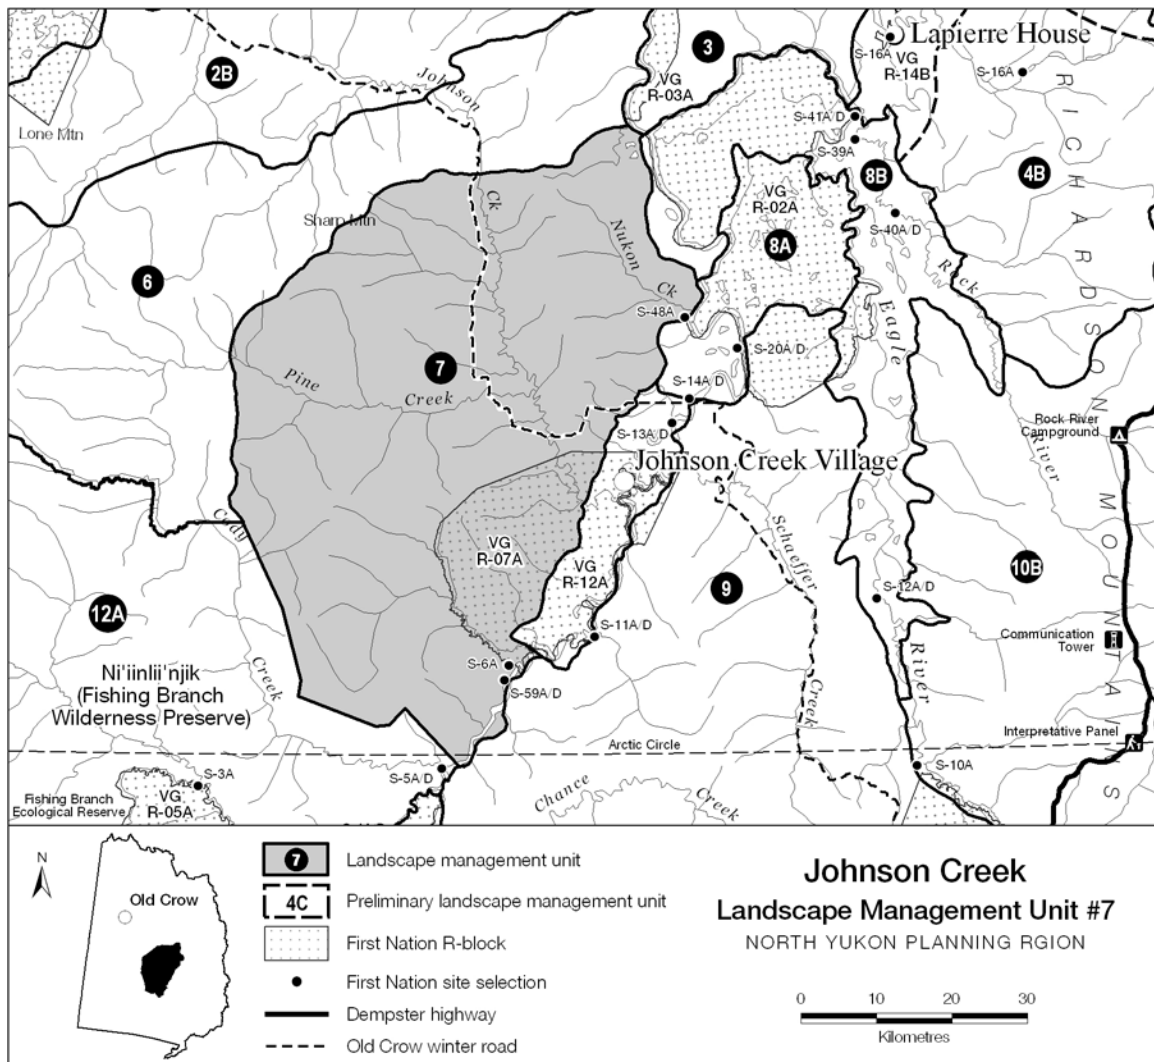 3
Lapierre House
S-16A
VG
R-14B
S-16A
2B
Johnson
VG
R-03A
RICHARDSON MOUNTAINS
Lone Mtn
S-41A/D
S-39A
8B
4B
Ck
VG
R-02A
Sharp Mtn
Nukon
S-40A/D
8A
6
Rock
Ck
S-48A
Eagle
S-20A/D
7
Pine
Creek
S-14A/D
Rock River
Campground
S-13A/D
River
Johnson Creek Village
Cody
Schaeffer
VG
R-07A
VG
R-12A
10B
9
S-12A/D
12A
S-11A/D
Communication
Tower
Ni'iinlii'njik
(Fishing Branch
Wilderness Preserve)
Creek
S-6A
River
S-59A/D
Creek
Interpretative Panel
Arctic Circle
S-3A
S-5A/D
S-10A
Fishing Branch
Ecological Reserve
VG
R-05A
Chance
Creek
N
Old Crow
7
Landscape management unit
4C
Preliminary landscape management unit
First Nation R-block
First Nation site selection
Dempster highway
Old Crow winter road
Johnson Creek
Landscape Management Unit #7
NORTH YUKON PLANNING RGION
0 10 20 30
Kilometres